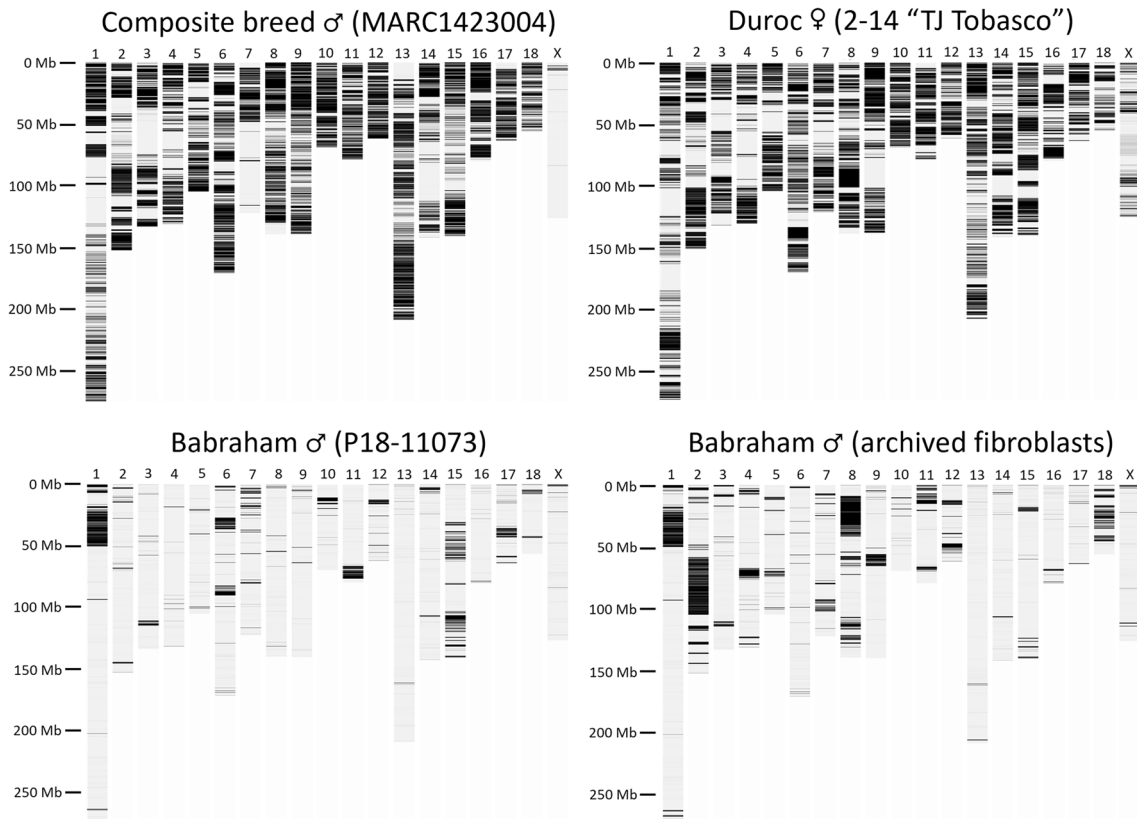 Composite breed ♂ (MARC1423004)
1 2 3 4 5 6 7 8 9 10 11 12 13 14 15 16 17 18 X
0 Mb
50 Mb
100 Mb
150 Mb
200 Mb
250 Mb
Duroc ♀ (2-14 “TJ Tobasco”)
1 2 3 4 5 6 7 8 9 10 11 12 13 14 15 16 17 18 X
0 Mb
50 Mb
100 Mb
150 Mb
200 Mb
250 Mb
Babraham ♂ (P18-11073)
1 2 3 4 5 6 7 8 9 10 11 12 13 14 15 16 17 18 X
0 Mb
50 Mb
100 Mb
150 Mb
200 Mb
250 Mb
Babraham ♂ (archived fibroblasts)
1 2 3 4 5 6 7 8 9 10 11 12 13 14 15 16 17 18 X
0 Mb
50 Mb
100 Mb
150 Mb
200 Mb
250 Mb